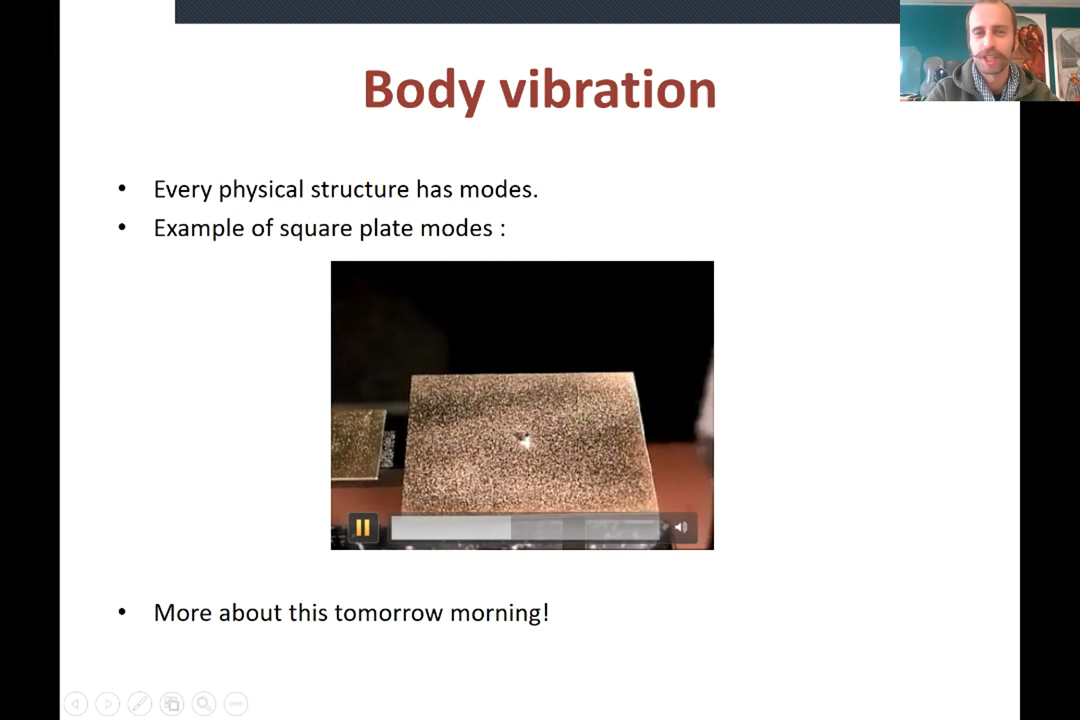 Body vibration
• Every physical structure has modes.
• Example of square plate modes :
• More about this tomorrow morning!